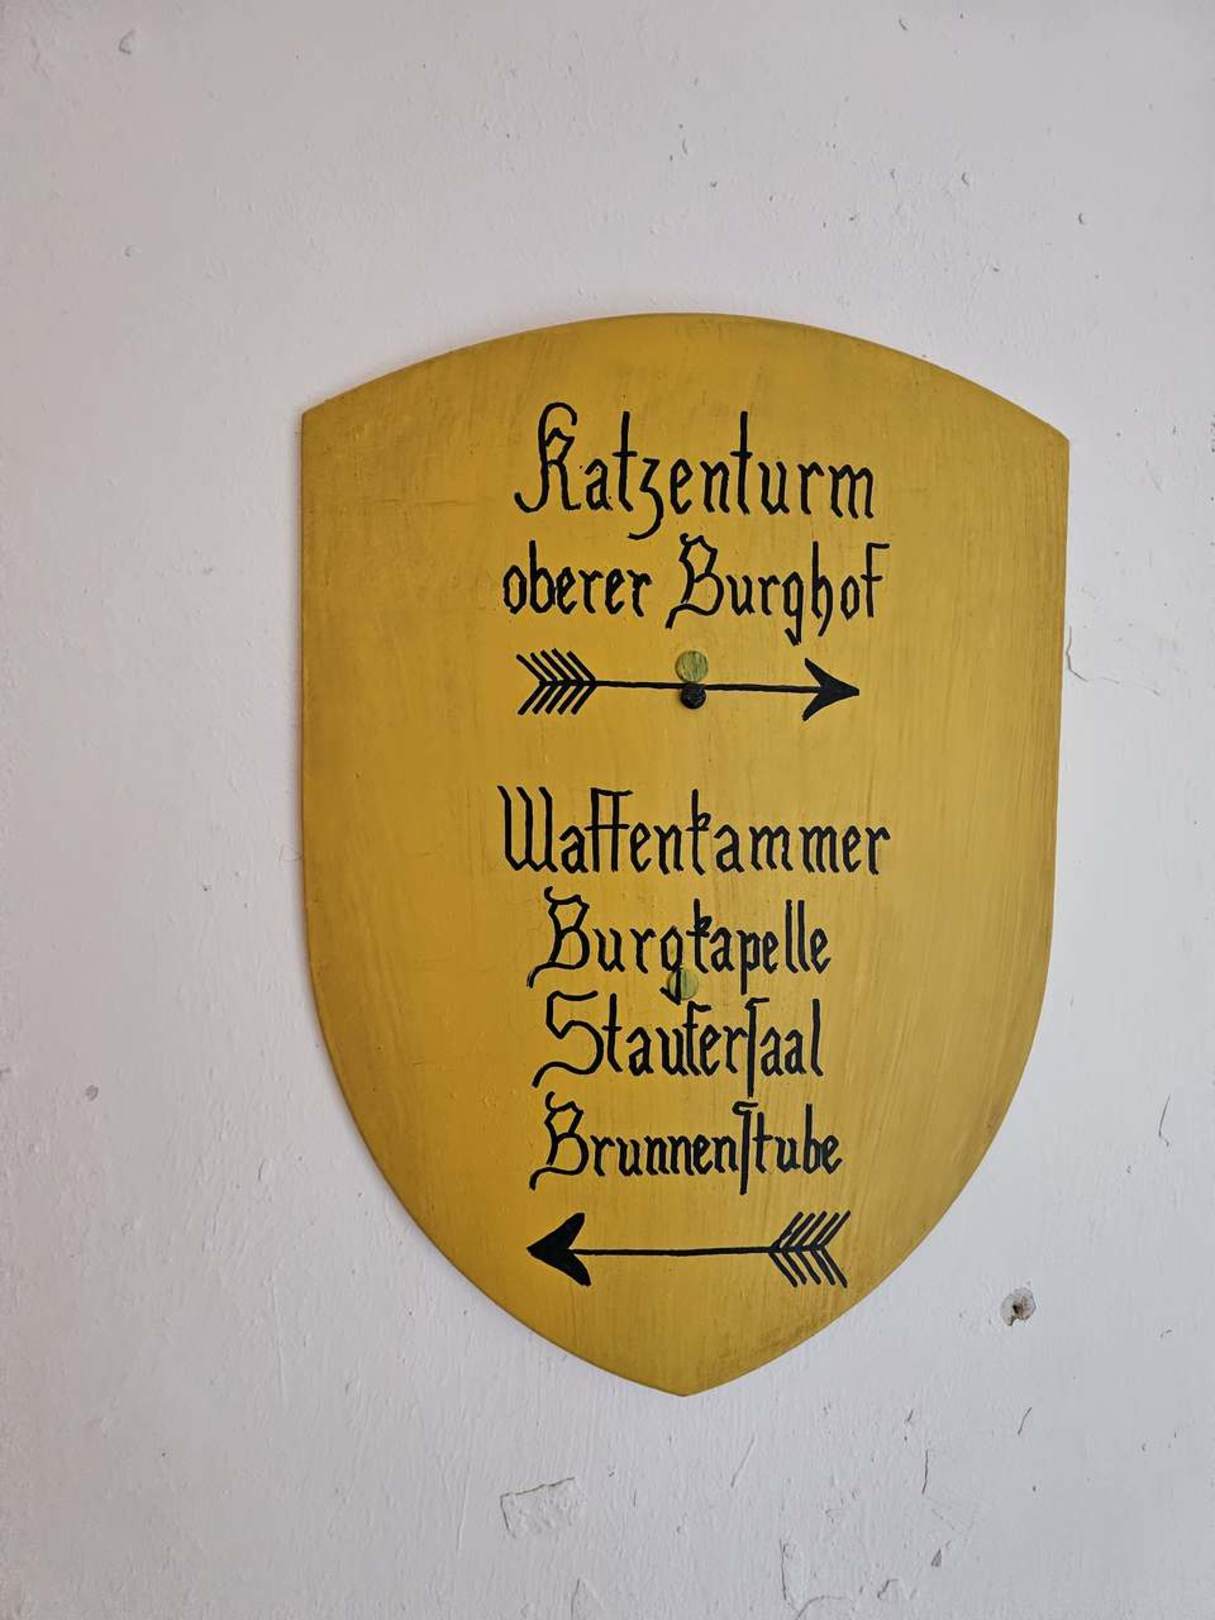 Katzenturm
oberer Burghof
Waffenkammer
Burgkapelle
Stauferſaal
Brunnenſtube